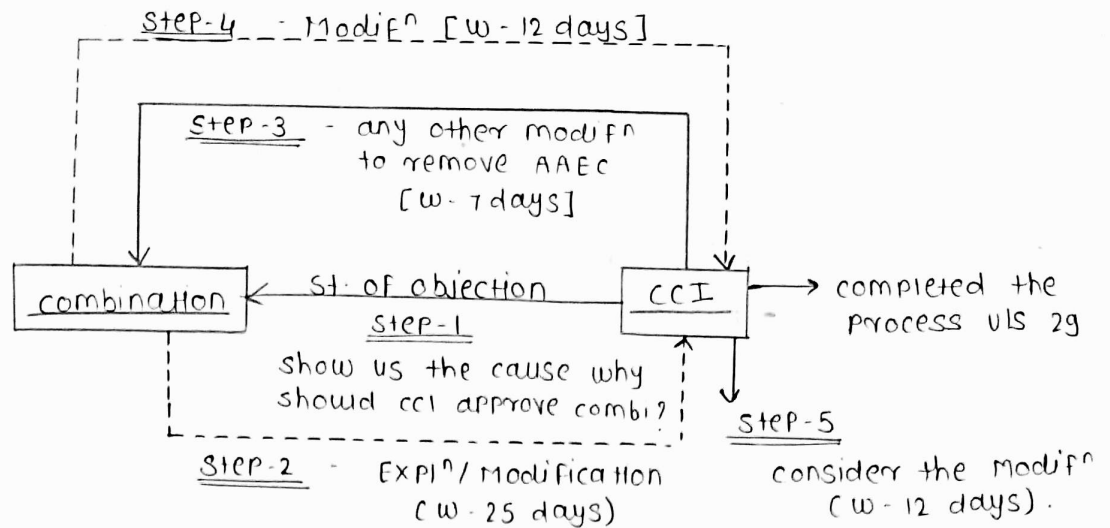 Step-4 - ModiFⁿ [W-12 days]
Step-3 - any other modifⁿ
to remove AAEC
[W-7 days]
combination
St. of objection
CCI
completed the
process u/s 29
Step-1
show us the cause why
should CCI approve combi?
Step-5
consider the modifⁿ
(W-12 days).
Step-2 - Explⁿ/Modification
(W-25 days)